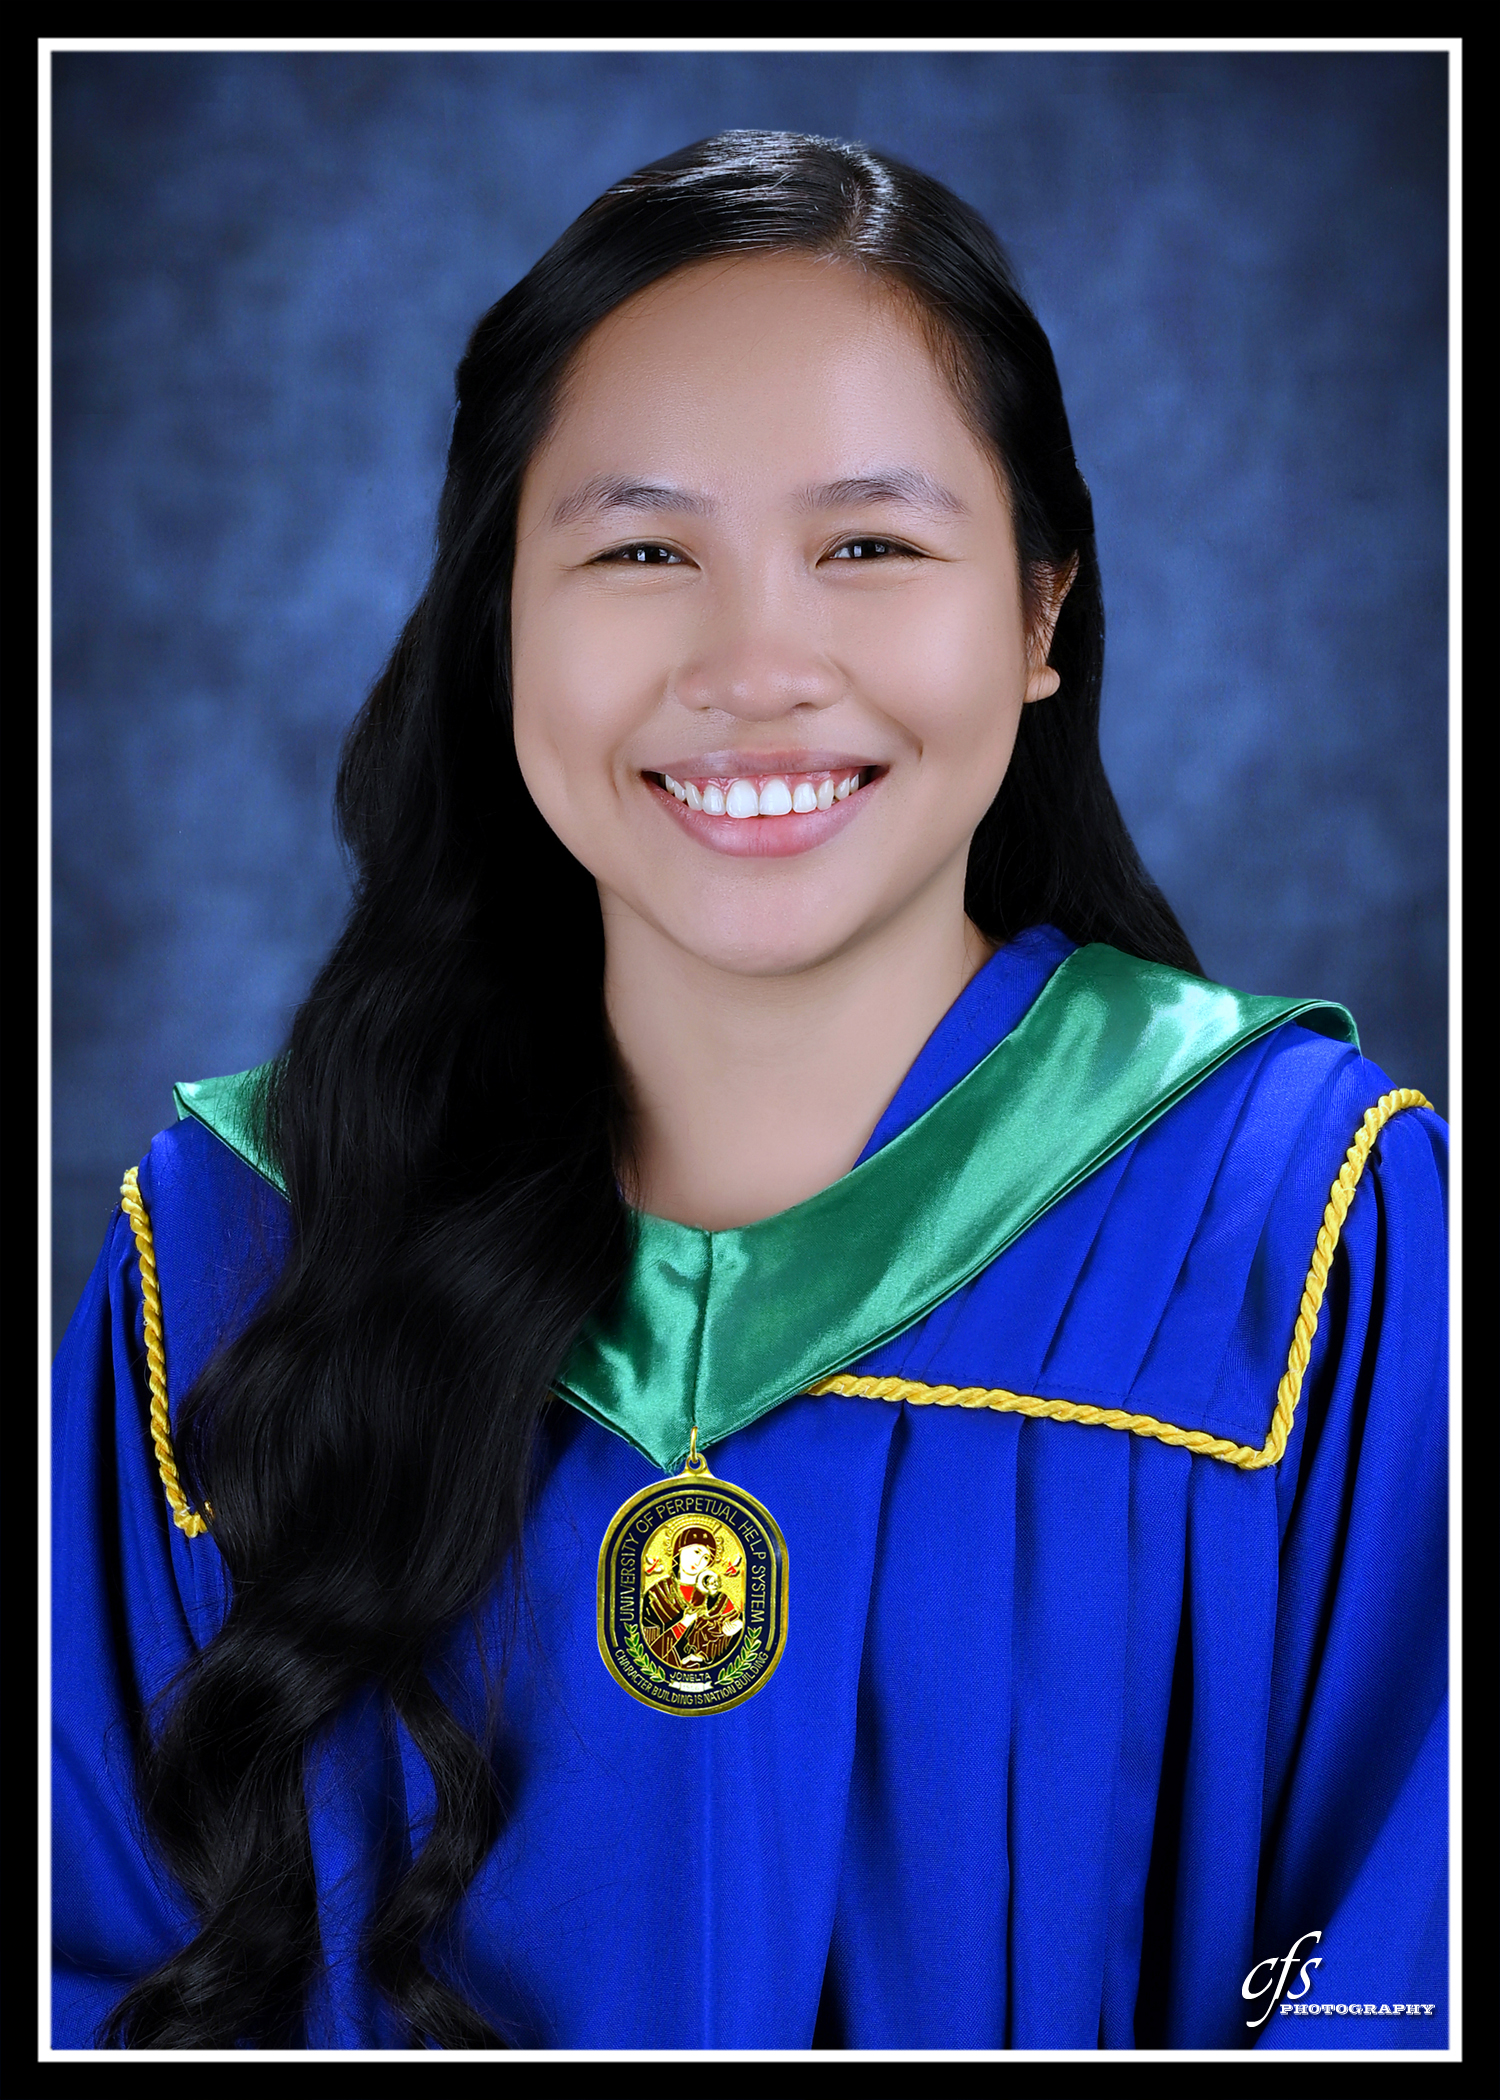 UNIVERSITY OF PERPETUAL HELP SYSTEM
JONELTA
CHARACTER BUILDING IS NATION BUILDING
cfs
PHOTOGRAPHY